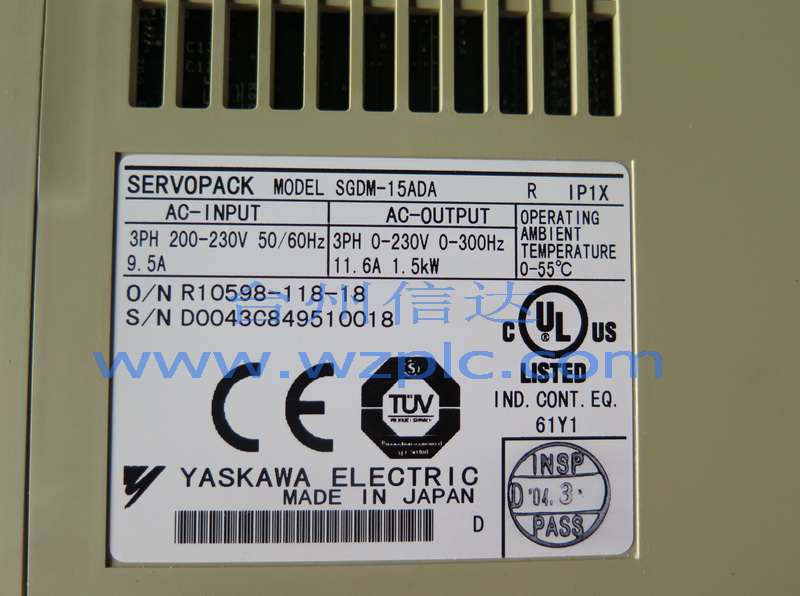 SERVOPACK MODEL SGDM-15ADA R IP1X
AC-INPUT AC-OUTPUT OPERATING AMBIENT TEMPERATURE 0-55℃
3PH 200-230V 50/60Hz 3PH 0-230V 0-300Hz
9.5A 11.6A 1.5kW
O/N R10598-118-18
台州信达
S/N D0043C849510018
C UL US
®
www.wzplc.com
LISTED
IND. CONT. EQ.
61Y1
CE
TÜV
YASKAWA ELECTRIC
MADE IN JAPAN
D
INSP
D '04. 3
PASS